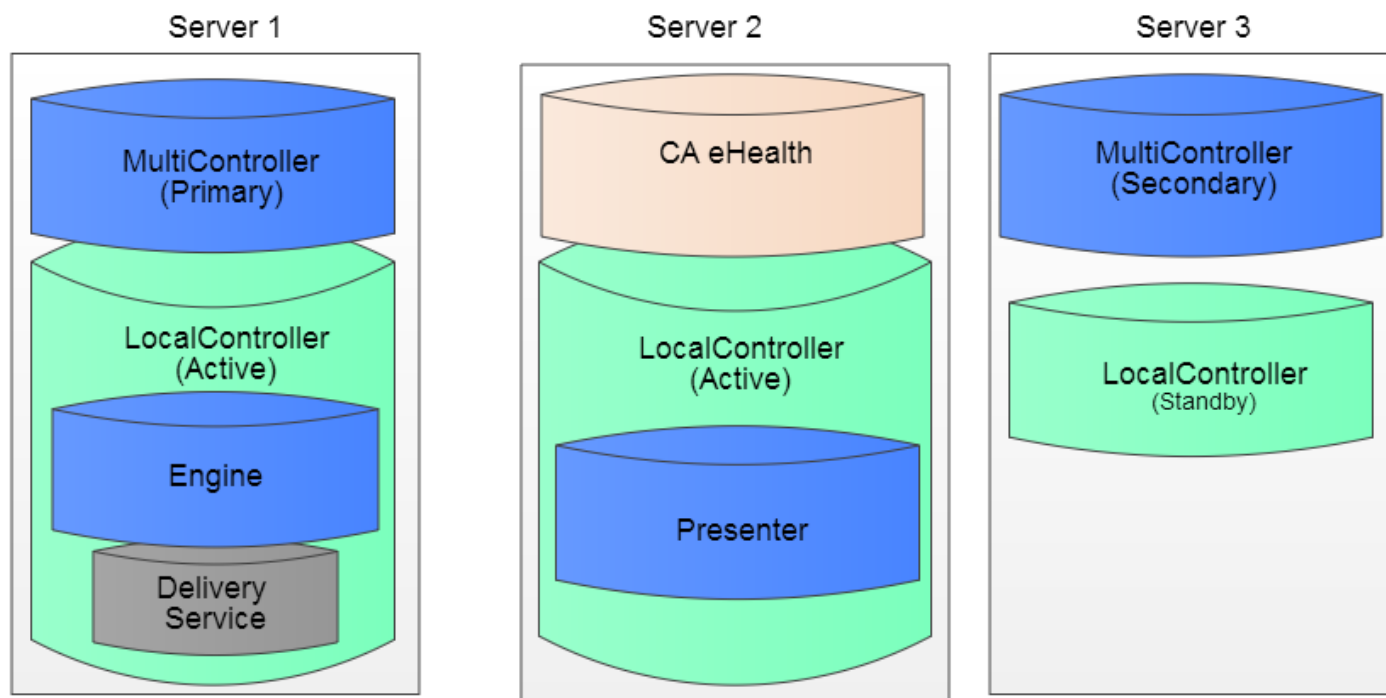 Server 1
MultiController
(Primary)
LocalController
(Active)
Engine
Delivery
Service
Server 2
CA eHealth
LocalController
(Active)
Presenter
Server 3
MultiController
(Secondary)
LocalController
(Standby)